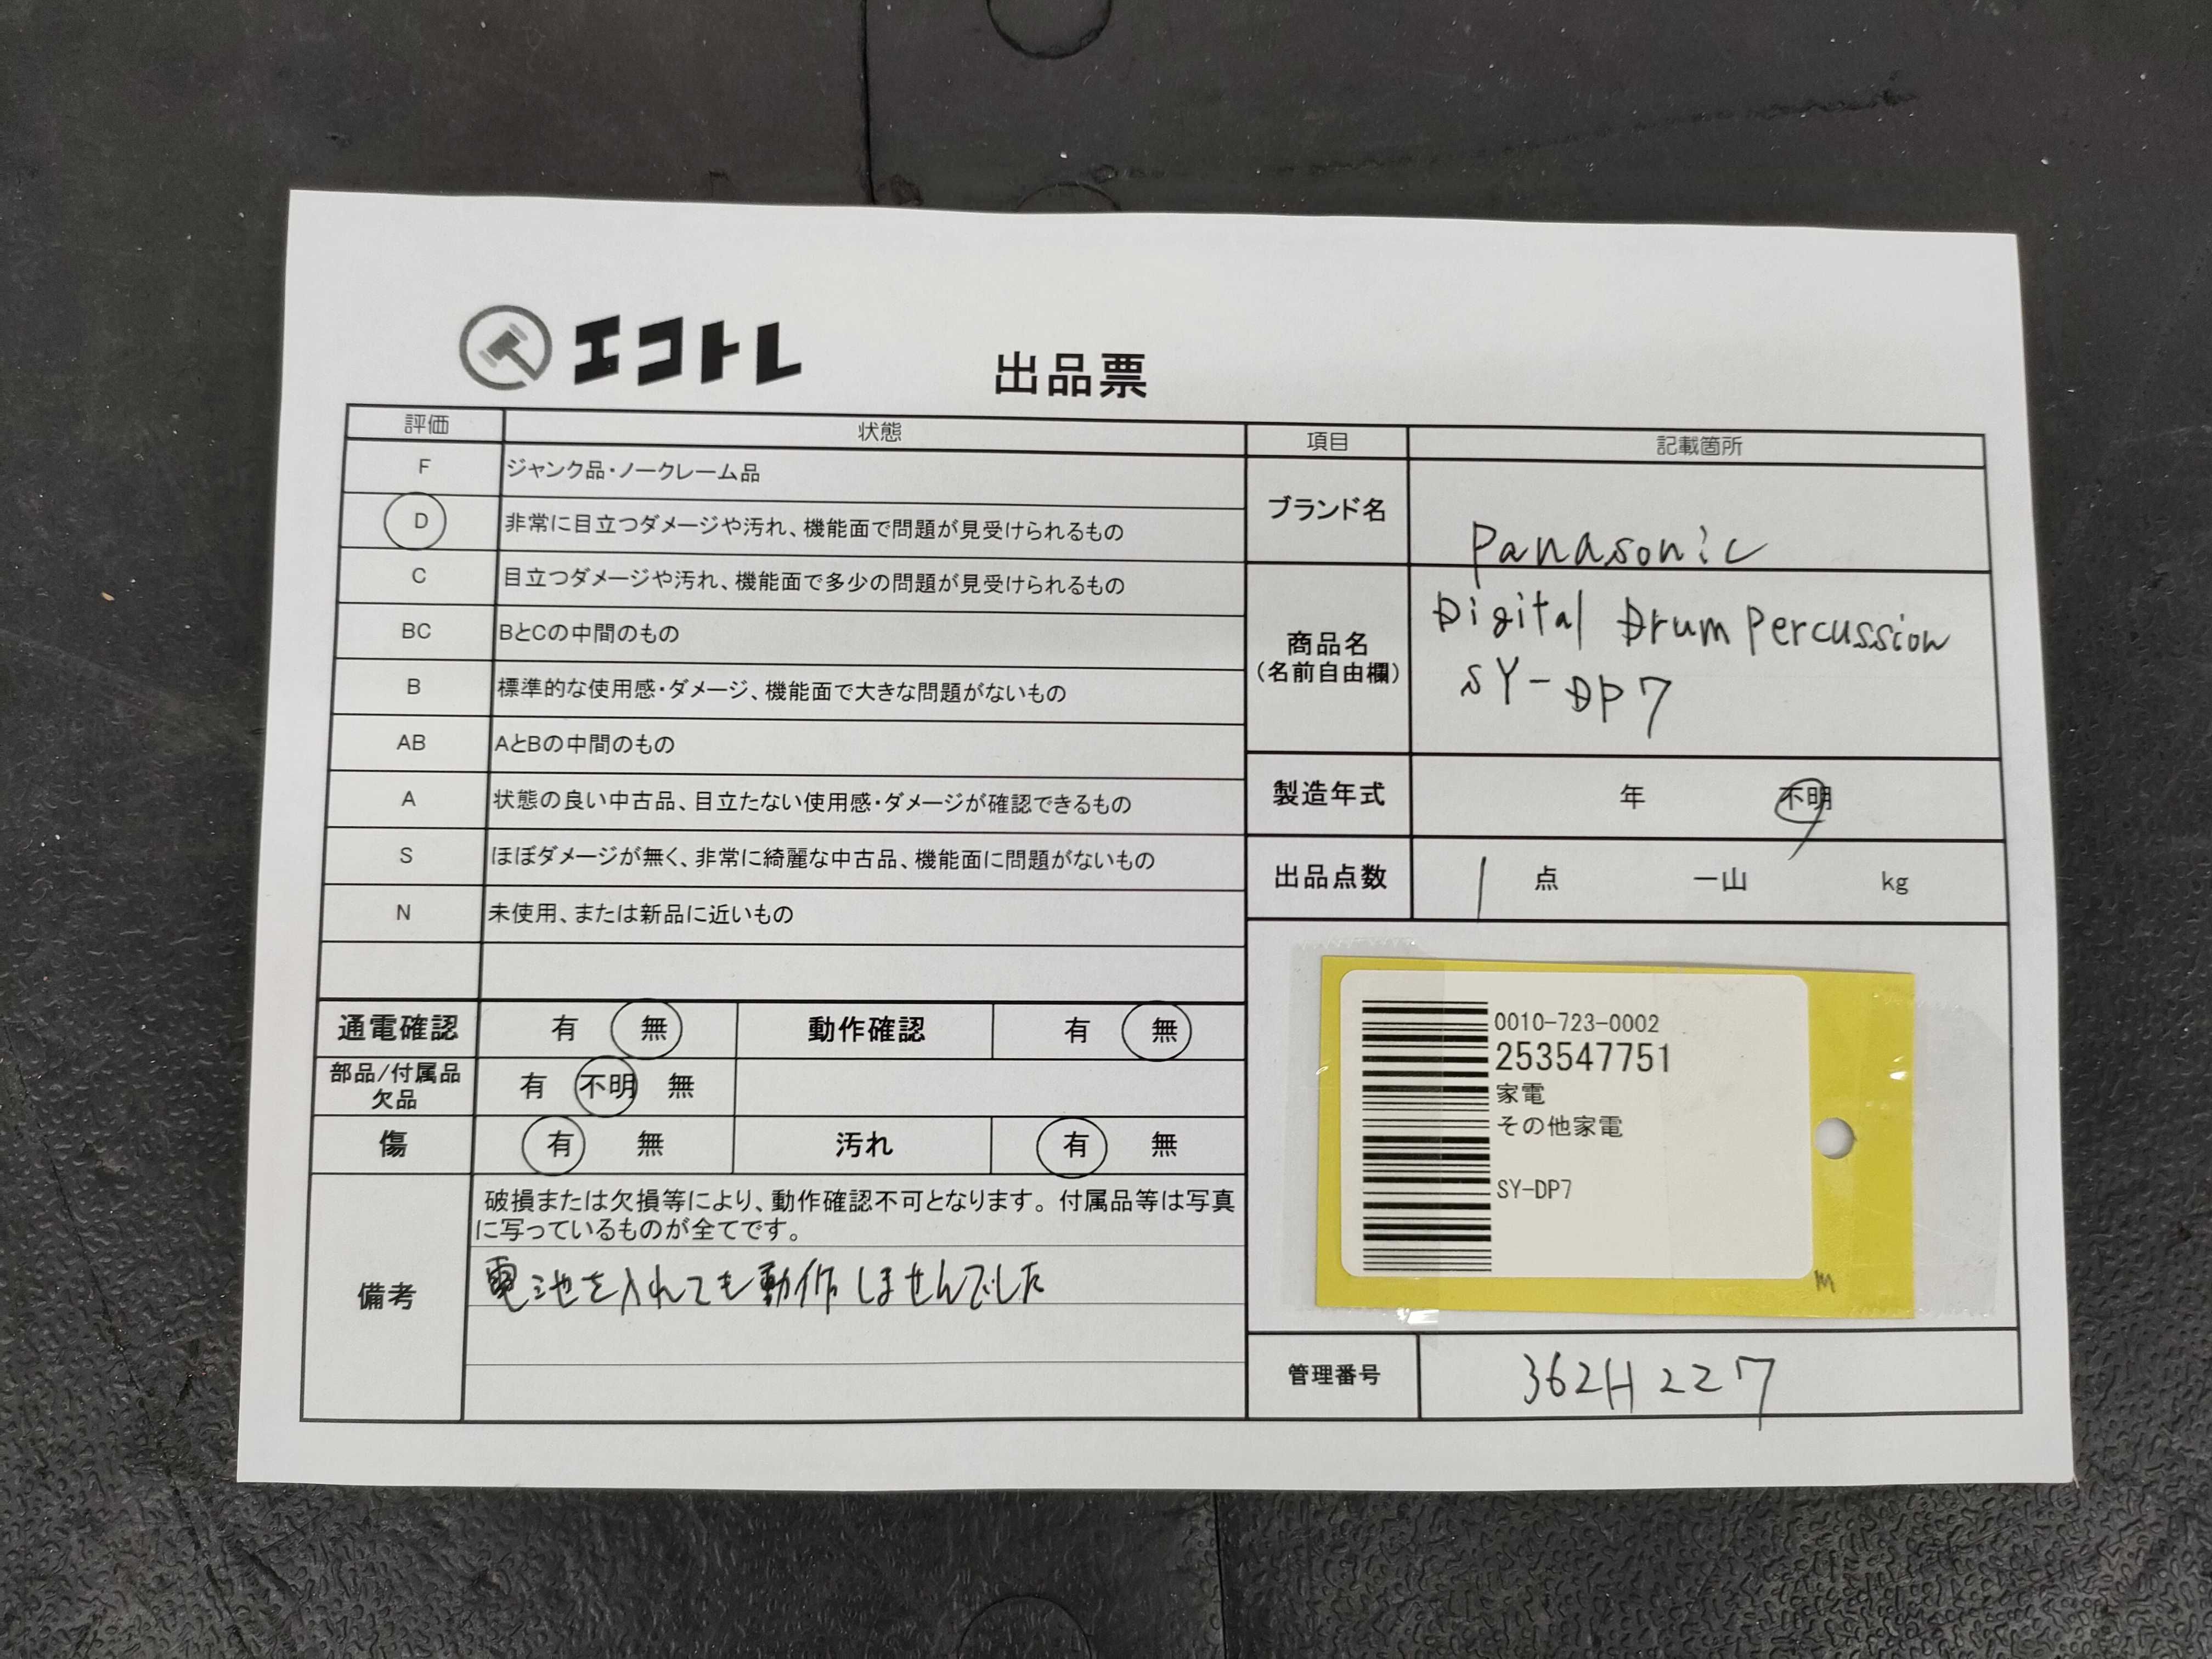 エコトレ
出品票
評価 状態
F ジャンク品・ノークレーム品
D 非常に目立つダメージや汚れ、機能面で問題が見受けられるもの
C 目立つダメージや汚れ、機能面で多少の問題が見受けられるもの
BC BとCの中間のもの
B 標準的な使用感・ダメージ、機能面で大きな問題がないもの
AB AとBの中間のもの
A 状態の良い中古品、目立たない使用感・ダメージが確認できるもの
S ほぼダメージが無く、非常に綺麗な中古品、機能面に問題がないもの
N 未使用、または新品に近いもの
通電確認 有 無 動作確認 有 無
部品/付属品
欠品
有 不明 無
傷 有 無 汚れ 有 無
備考
破損または欠損等により、動作確認不可となります。付属品等は写真
に写っているものが全てです。
電池を入れても動作しませんでした
項目 記載箇所
ブランド名 Panasonic
商品名
(名前自由欄)
Digital Drum Percussion
SY-DP7
製造年式 年 不明
出品点数 1 点 一山 kg
0010-723-0002
253547751
家電
その他家電
SY-DP7
M
管理番号 362H227